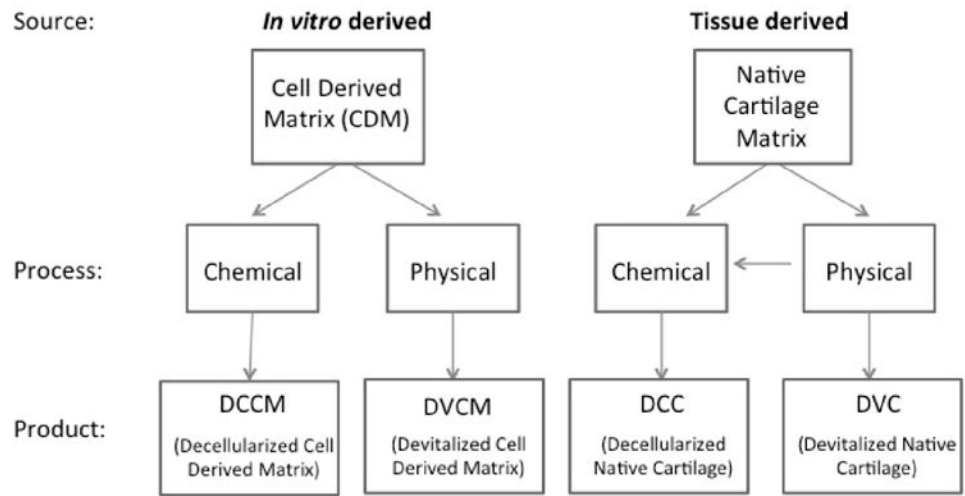 Source:
In vitro derived
Tissue derived
Cell Derived
Matrix (CDM)
Native
Cartilage
Matrix
Process:
Chemical
Physical
Chemical
Physical
Product:
DCCM
(Decellularized Cell
Derived Matrix)
DVCM
(Devitalized Cell
Derived Matrix)
DCC
(Decellularized
Native Cartilage)
DVC
(Devitalized Native
Cartilage)